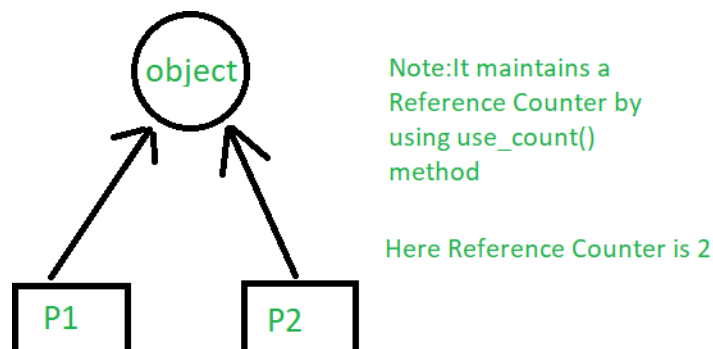 object
Note:It maintains a
Reference Counter by
using use_count()
method
Here Reference Counter is 2
P1
P2